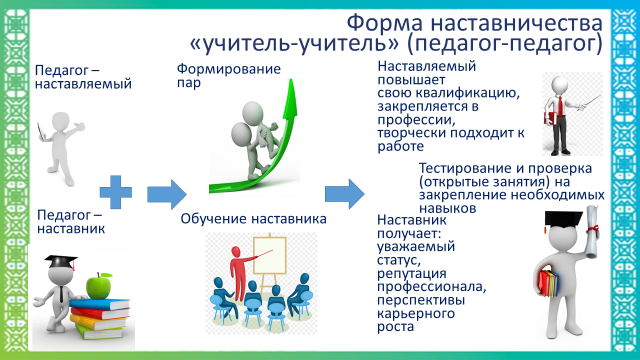 Форма наставничества
«учитель-учитель» (педагог-педагог)
Педагог –
наставляемый
Педагог –
наставник
Формирование
пар
Обучение наставника
Наставляемый
повышает
свою квалификацию,
закрепляется в
профессии,
творчески подходит к
работе
Тестирование и проверка
(открытые занятия) на
закрепление необходимых
навыков
Наставник
получает:
уважаемый
статус,
репутация
профессионала,
перспективы
карьерного
роста